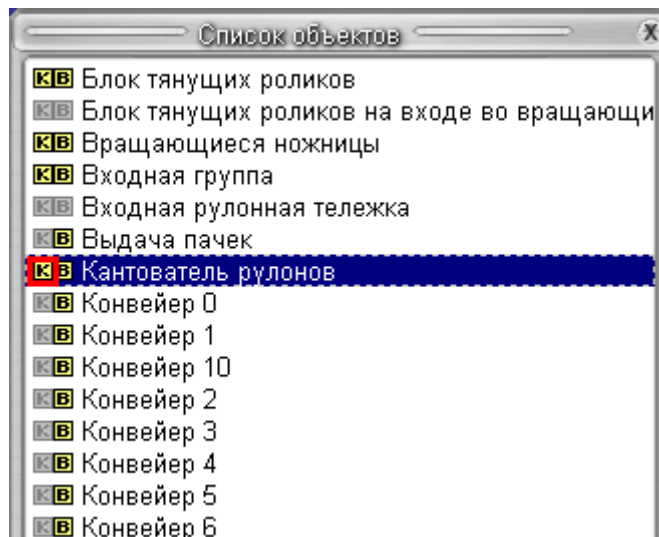 Список объектов X
КВ Блок тянущих роликов
КВ Блок тянущих роликов на входе во вращающи
КВ Вращающиеся ножницы
КВ Входная группа
КВ Входная рулонная тележка
КВ Выдача пачек
КВ Кантователь рулонов
КВ Конвейер 0
КВ Конвейер 1
КВ Конвейер 10
КВ Конвейер 2
КВ Конвейер 3
КВ Конвейер 4
КВ Конвейер 5
КВ Конвейер 6